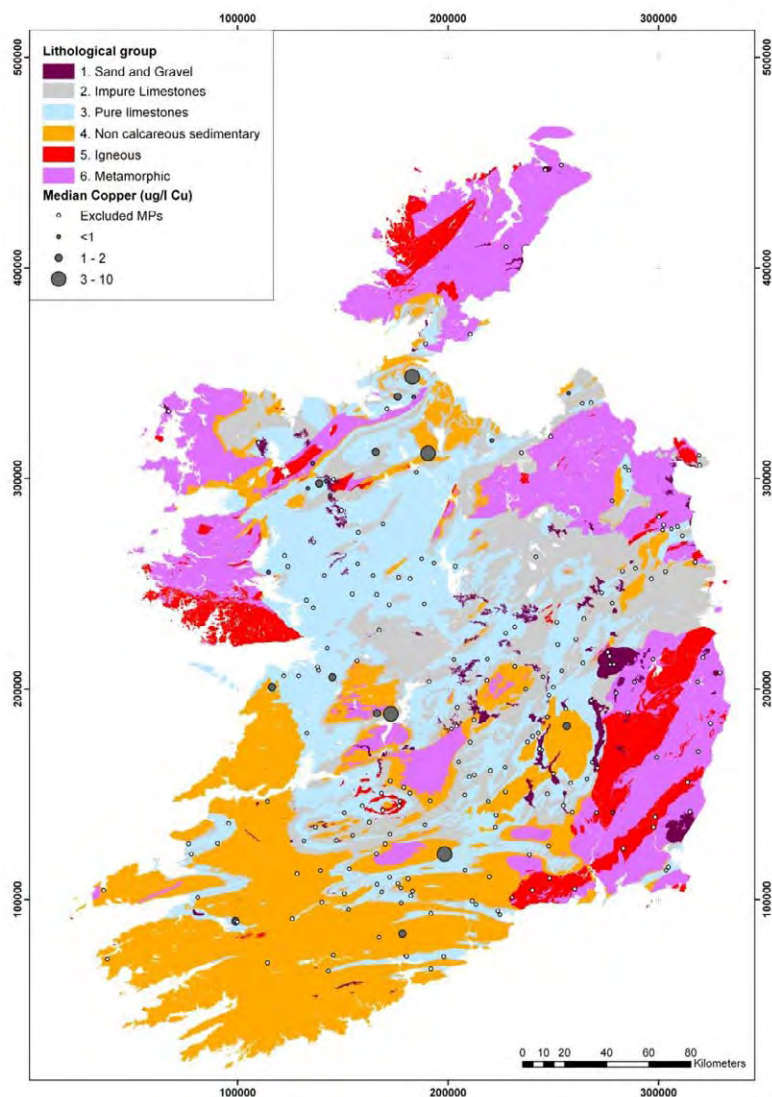 100000 200000 300000
500000
Lithological group
1. Sand and Gravel
2. Impure Limestones
3. Pure limestones
4. Non calcareous sedimentary
5. Igneous
6. Metamorphic
Median Copper (ug/l Cu)
Excluded MPs
<1
1 - 2
3 - 10
500000
400000
400000
300000
300000
200000
200000
100000
100000
0 10 20 40 60 80
Kilometers
100000 200000 300000